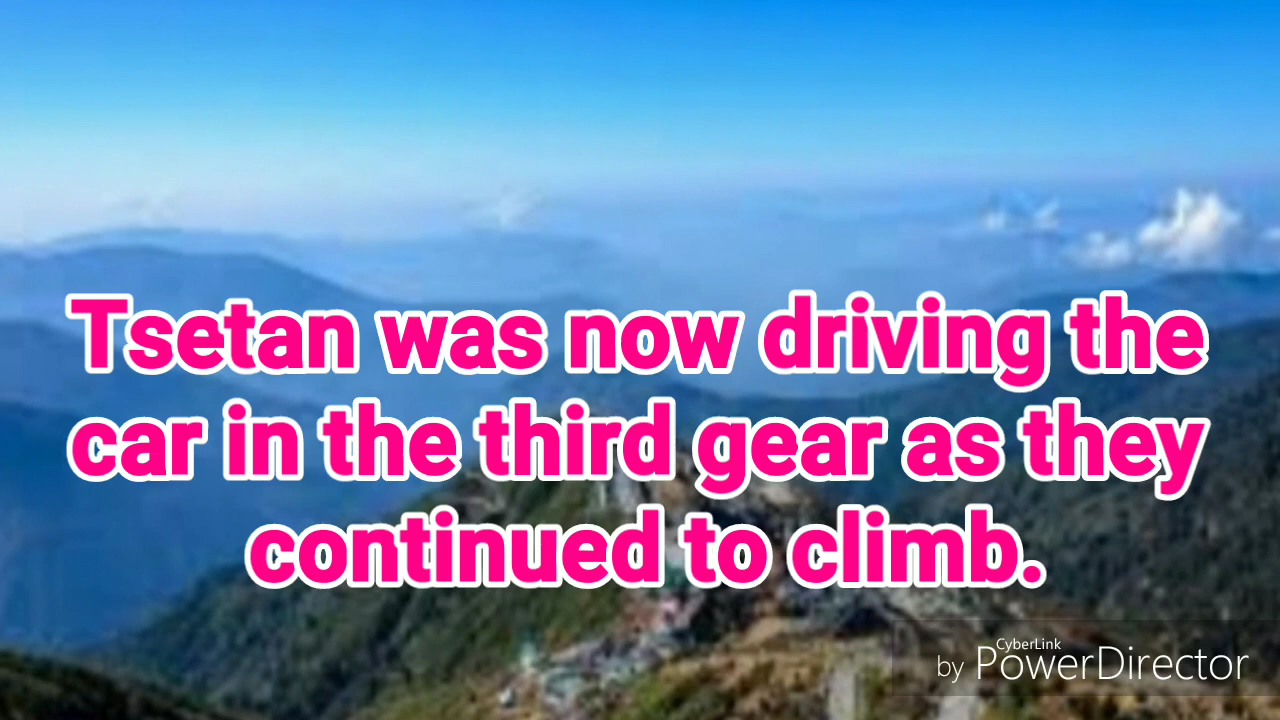 Tsetan was now driving the
car in the third gear as they
continued to climb.
CyberLink
by PowerDirector